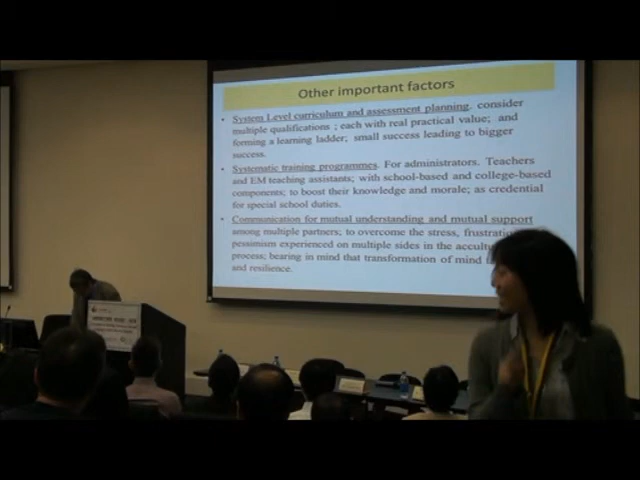 Other important factors
• System Level curriculum and assessment planning. consider
multiple qualifications ; each with real practical value; and
forming a learning ladder; small success leading to bigger
success.
• Systematic training programmes. For administrators. Teachers
and EM teaching assistants; with school-based and college-based
components; to boost their knowledge and morale; as credential
for special school duties.
• Communication for mutual understanding and mutual support
among multiple partners; to overcome the stress,
pessimism experienced on multiple sides in the
process; bearing in mind that transformation of mind
and resilience.